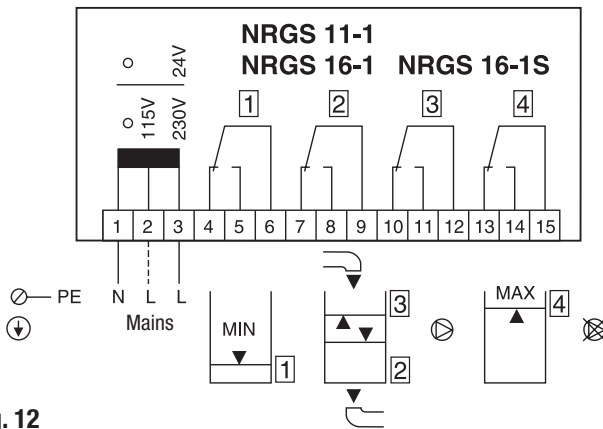 NRGS 11-1
NRGS 16-1 NRGS 16-1S
24V
115V
230V
1 2 3 4
1 2 3 4 5 6 7 8 9 10 11 12 13 14 15
PE N L L
Mains
MIN
1
3
2
MAX
4
g. 12